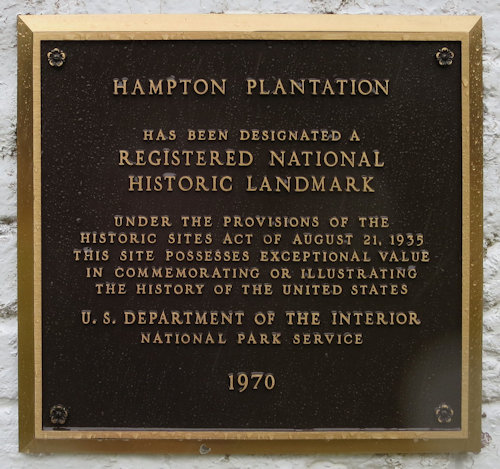 HAMPTON PLANTATION
HAS BEEN DESIGNATED A
REGISTERED NATIONAL
HISTORIC LANDMARK
UNDER THE PROVISIONS OF THE
HISTORIC SITES ACT OF AUGUST 21, 1935
THIS SITE POSSESSES EXCEPTIONAL VALUE
IN COMMEMORATING OR ILLUSTRATING
THE HISTORY OF THE UNITED STATES
U. S. DEPARTMENT OF THE INTERIOR
NATIONAL PARK SERVICE
1970